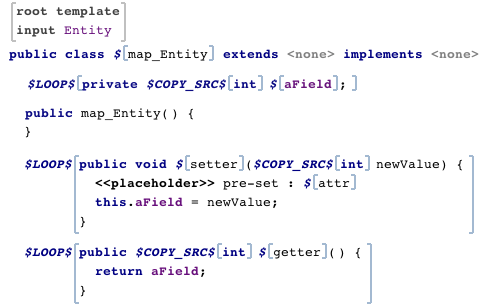 [root template
input Entity]
public class $[map_Entity] extends <none> implements <none>
$LOOP$[private $COPY_SRC$[int] $[aField]; ]
public map_Entity() {
}
$LOOP$[public void $[setter]($COPY_SRC$[int] newValue) {
<<placeholder>> pre-set : $[attr]
this.aField = newValue;
}]
$LOOP$[public $COPY_SRC$[int] $[getter]() {
return aField;
}]